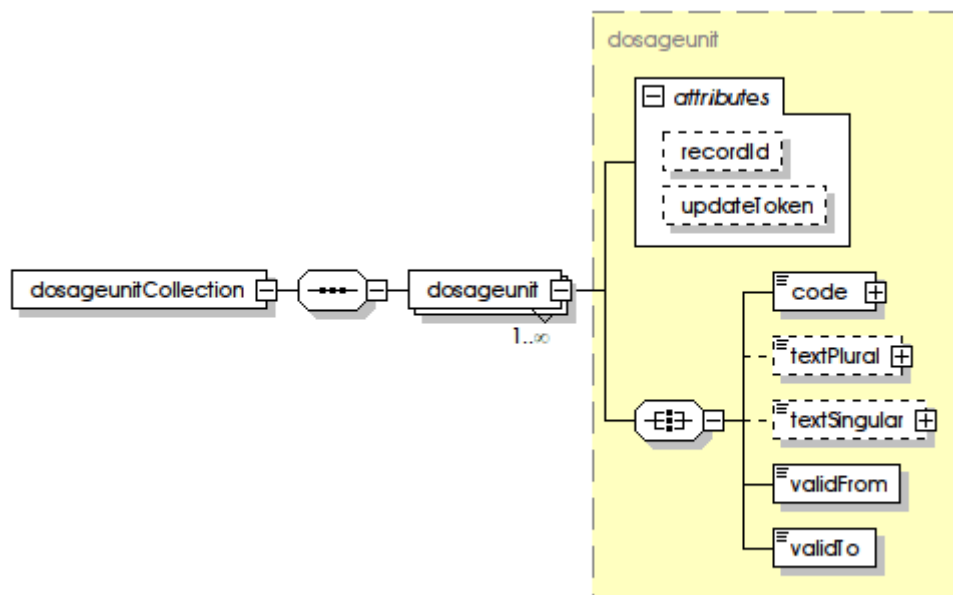 dosageunit
attributes
recordId
updateToken
dosageunitCollection
dosageunit
1..∞
code
textPlural
textSingular
validFrom
validTo